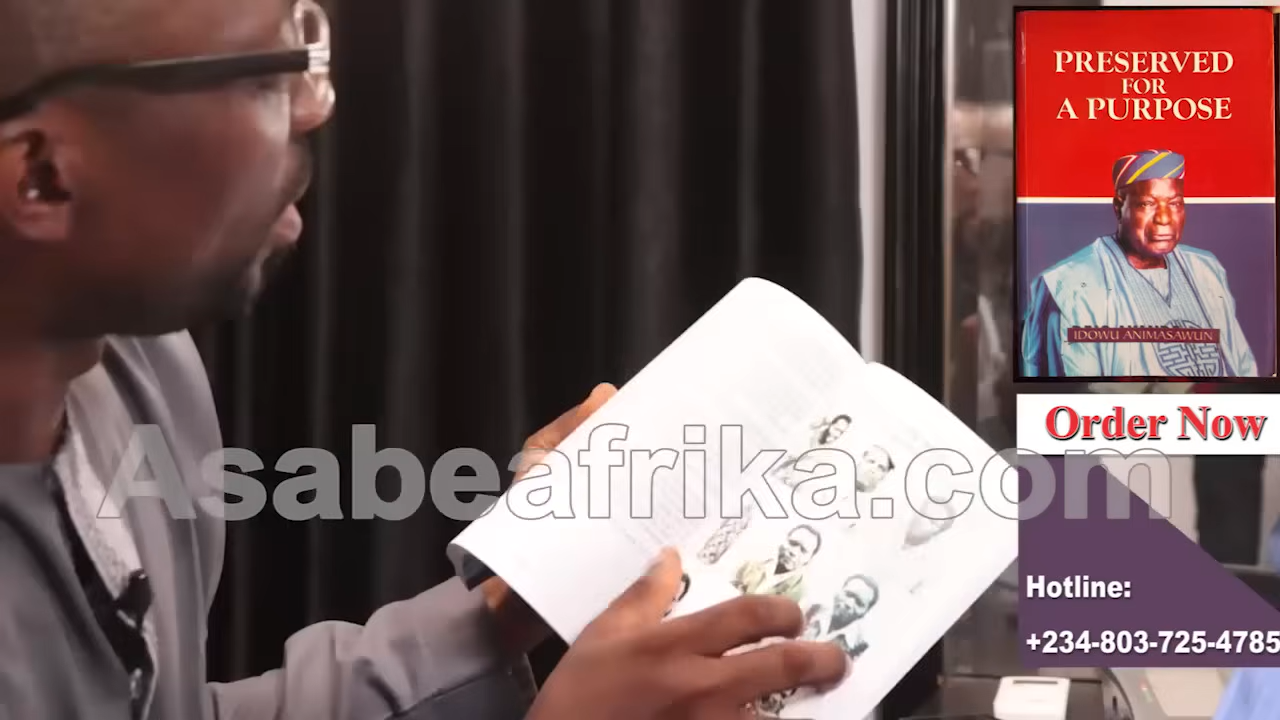 PRESERVED
FOR
A PURPOSE
IDOWU ANIMASAWUN
Order Now
Asabeafrika.com
Hotline:
+234-803-725-4785